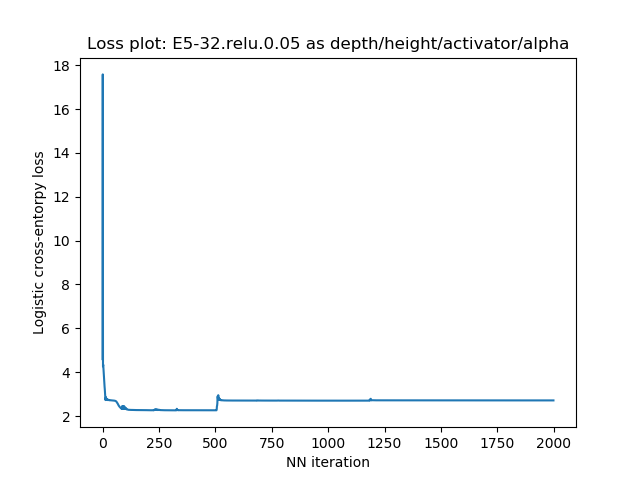 Loss plot: E5-32.relu.0.05 as depth/height/activator/alpha
18
16
14
12
10
8
6
4
2
Logistic cross-entorpy loss
0 250 500 750 1000 1250 1500 1750 2000
NN iteration